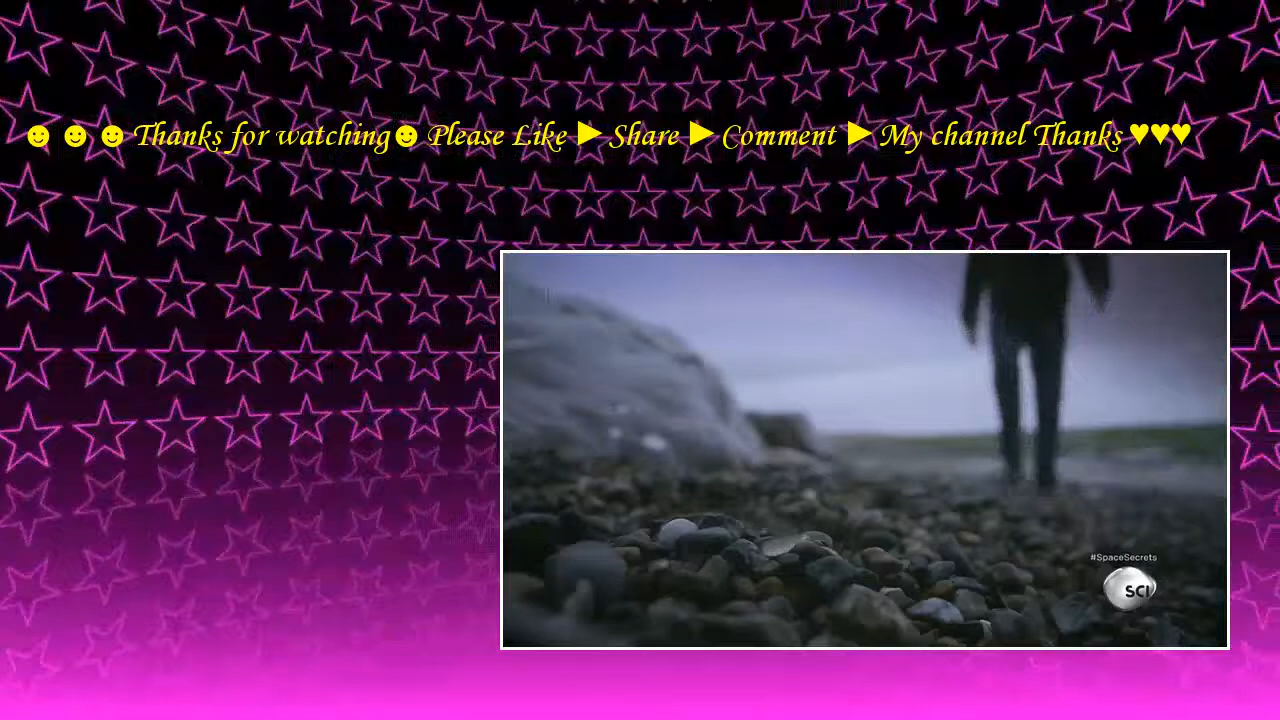 ☻ ☻ ☻ Thanks for watching☻ Please Like ► Share ► Comment ► My channel Thanks ♥♥♥
#SpaceSecrets
SCI